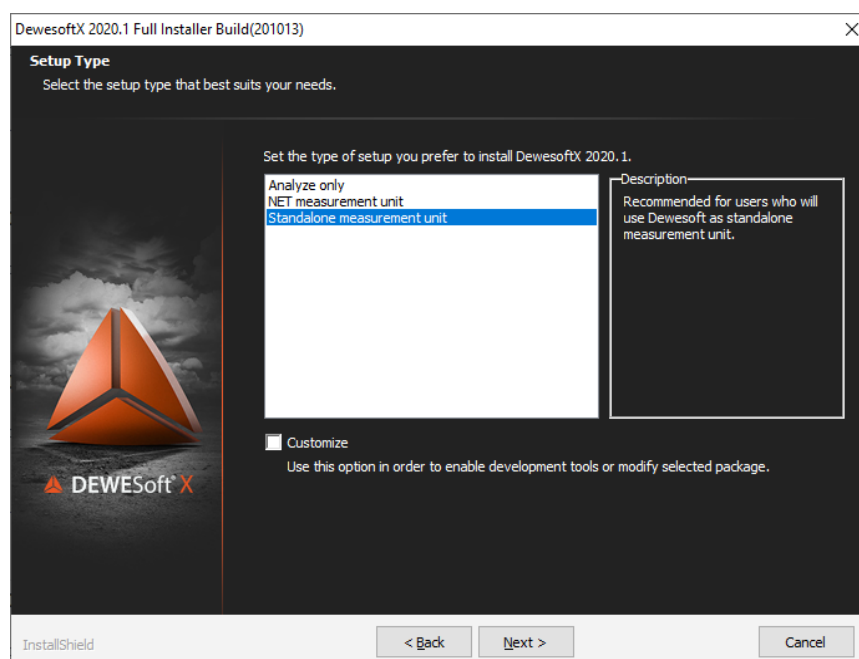 DewesoftX 2020.1 Full Installer Build(201013)
Setup Type
Select the setup type that best suits your needs.
Set the type of setup you prefer to install DewesoftX 2020.1.
Analyze only
NET measurement unit
Standalone measurement unit
Description
Recommended for users who will
use Dewesoft as standalone
measurement unit.
Customize
Use this option in order to enable development tools or modify selected package.
DEWESoft® X
InstallShield
< Back
Next >
Cancel